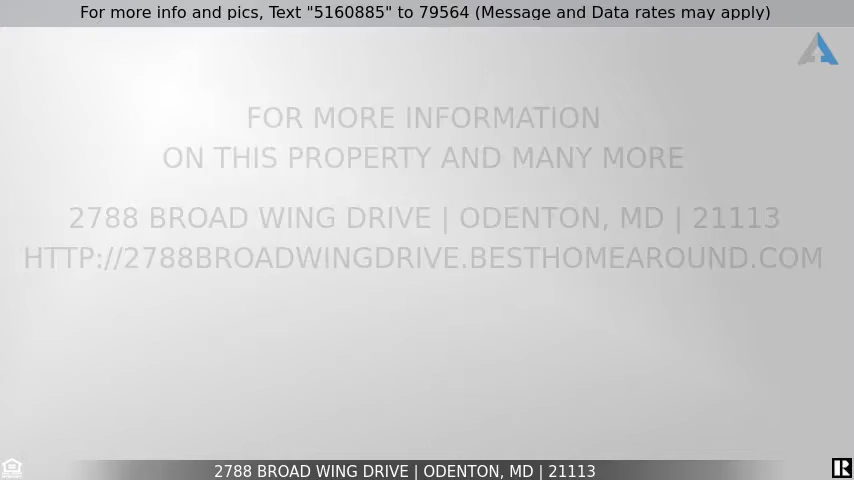 For more info and pics, Text "5160885" to 79564 (Message and Data rates may apply)
FOR MORE INFORMATION
ON THIS PROPERTY AND MANY MORE
2788 BROAD WING DRIVE | ODENTON, MD | 21113
HTTP://2788BROADWINGDRIVE.BESTHOMEAROUND.COM
2788 BROAD WING DRIVE | ODENTON, MD | 21113